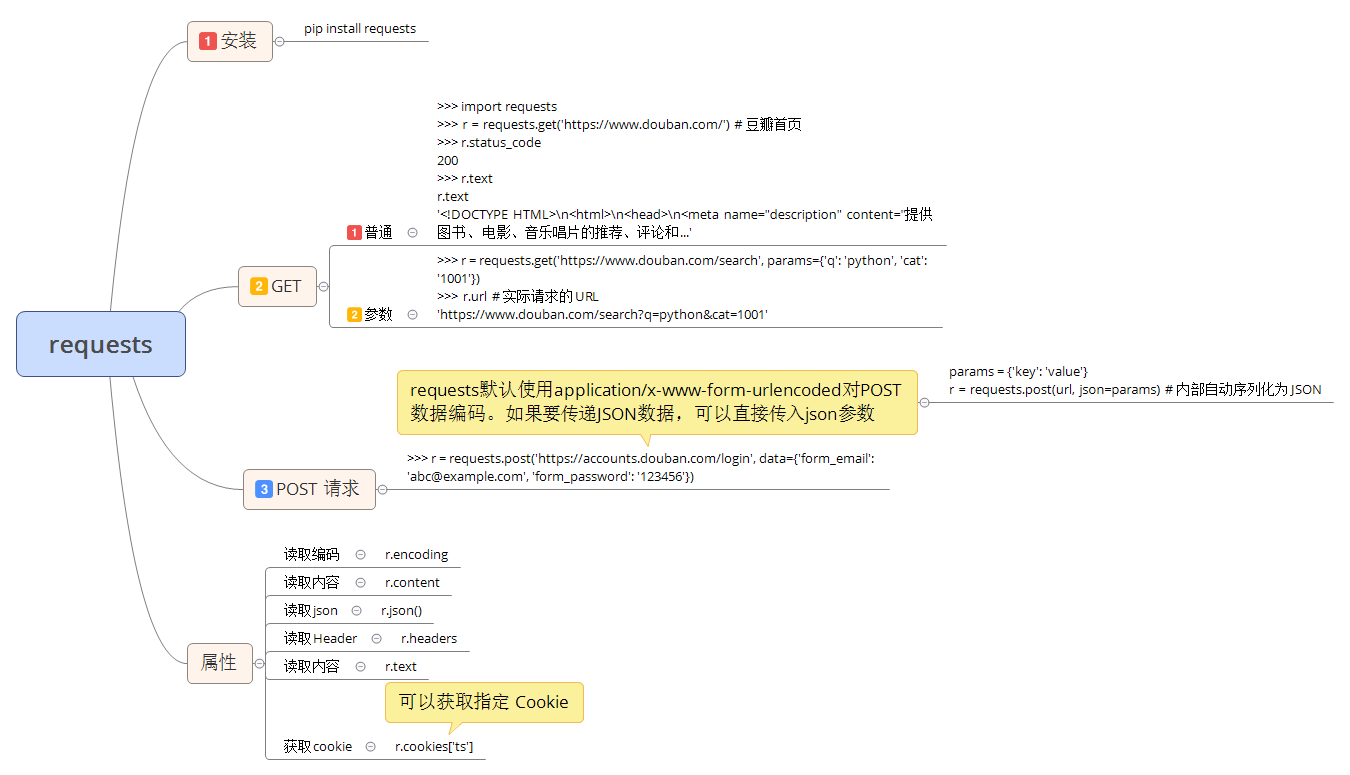 requests
1 安装
pip install requests
2 GET
1 普通
>>> import requests
>>> r = requests.get('https://www.douban.com/') # 豆瓣首页
>>> r.status_code
200
>>> r.text
r.text
'<!DOCTYPE HTML>\n<html>\n<head>\n<meta name="description" content="提供
图书、电影、音乐唱片的推荐、评论和...'
2 参数
>>> r = requests.get('https://www.douban.com/search', params={'q': 'python', 'cat':
'1001'})
>>> r.url # 实际请求的 URL
'https://www.douban.com/search?q=python&cat=1001'
3 POST 请求
requests默认使用application/x-www-form-urlencoded对POST
数据编码。如果要传递JSON数据，可以直接传入json参数
params = {'key': 'value'}
r = requests.post(url, json=params) # 内部自动序列化为 JSON
>>> r = requests.post('https://accounts.douban.com/login', data={'form_email':
'abc@example.com', 'form_password': '123456'})
属性
读取编码 r.encoding
读取内容 r.content
读取json r.json()
读取Header r.headers
读取内容 r.text
可以获取指定 Cookie
获取cookie r.cookies['ts']